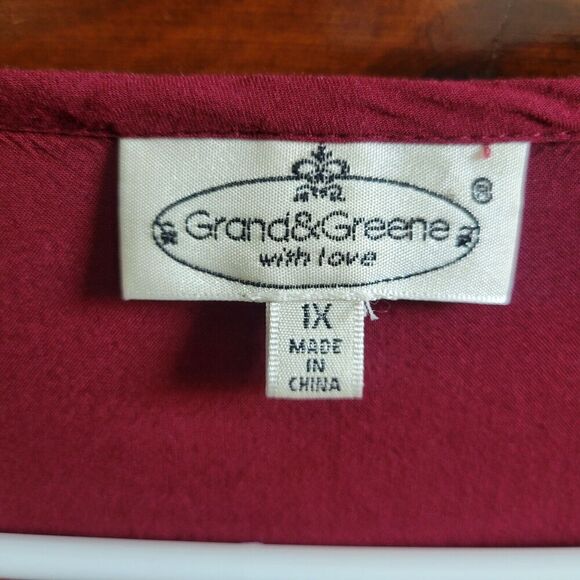 ®
Grand&Greene
with love
1X
MADE
IN
CHINA